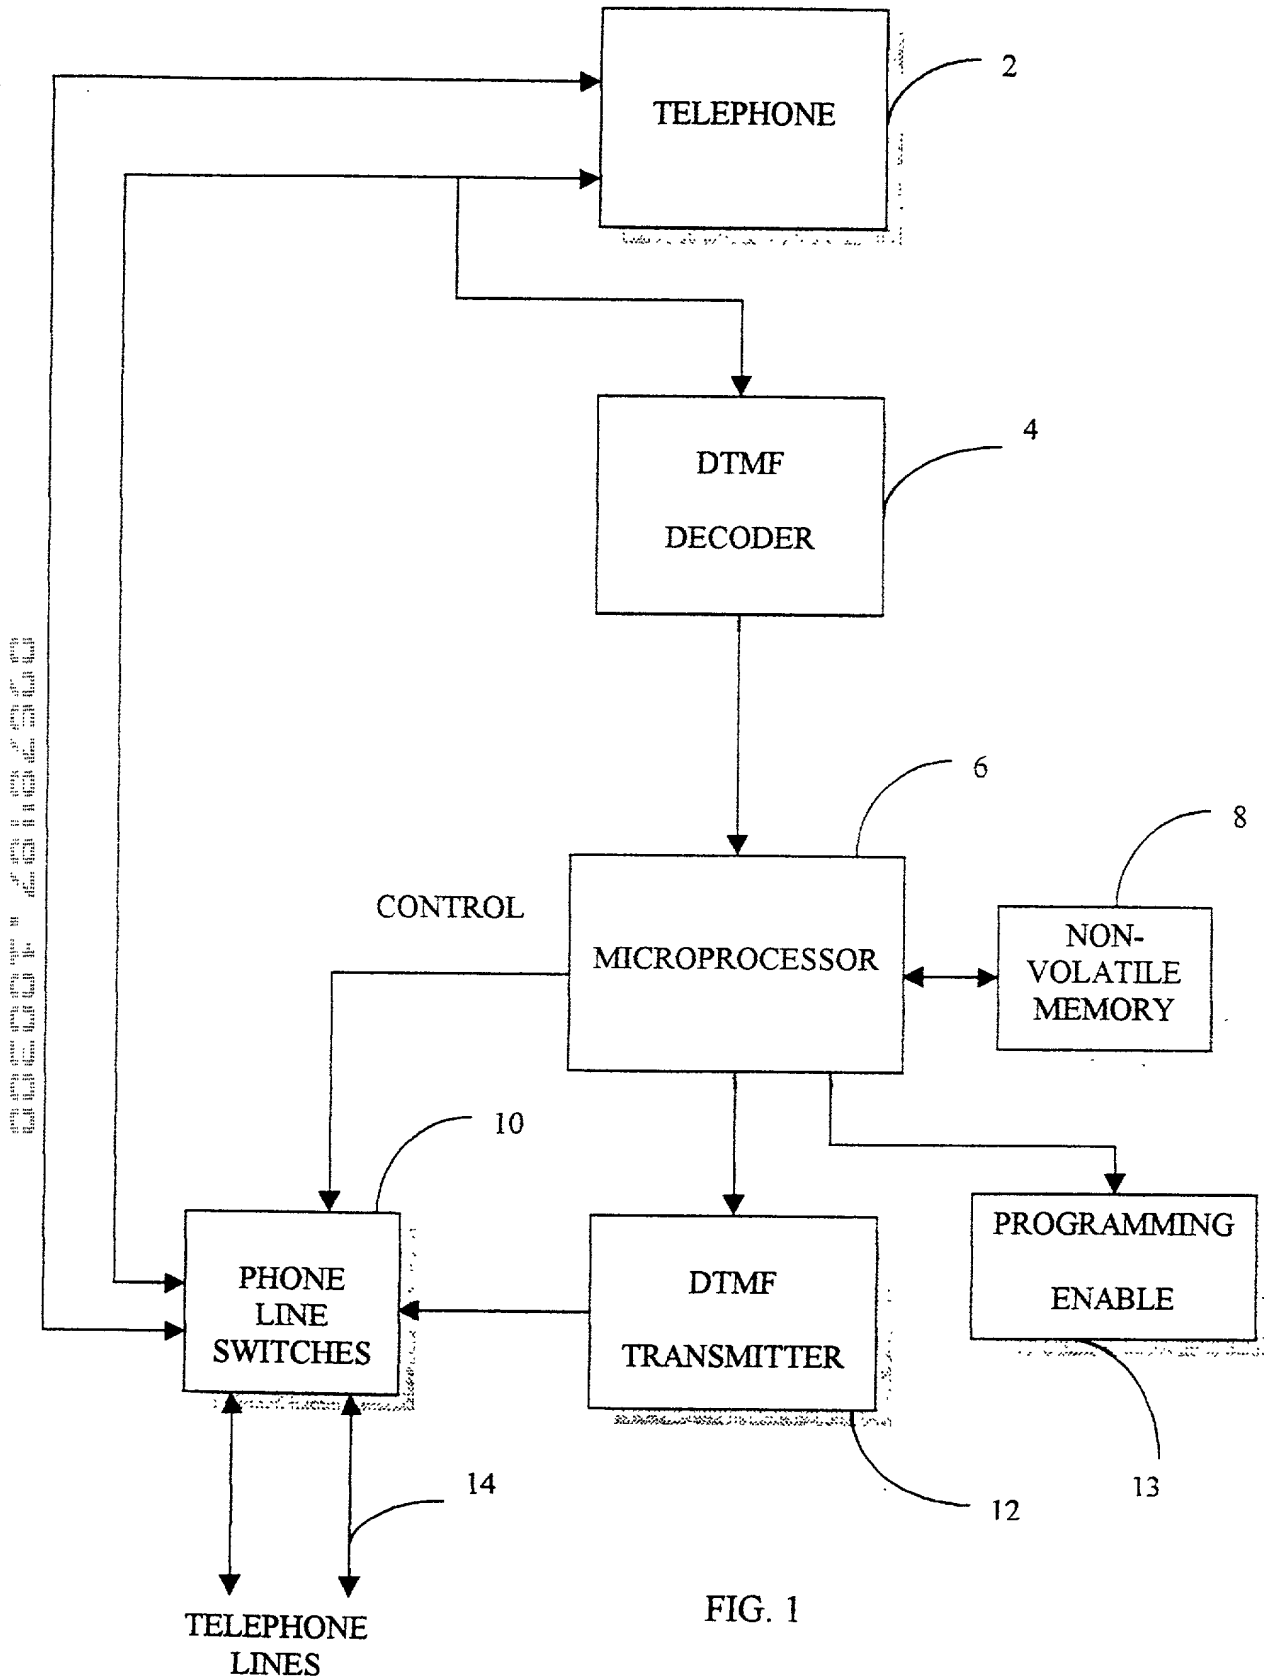 2
TELEPHONE
4
DTMF
DECODER
6
8
CONTROL
MICROPROCESSOR
NON-
VOLATILE
MEMORY
10
PROGRAMMING
ENABLE
PHONE
LINE
SWITCHES
DTMF
TRANSMITTER
14
12
13
TELEPHONE
LINES
FIG. 1